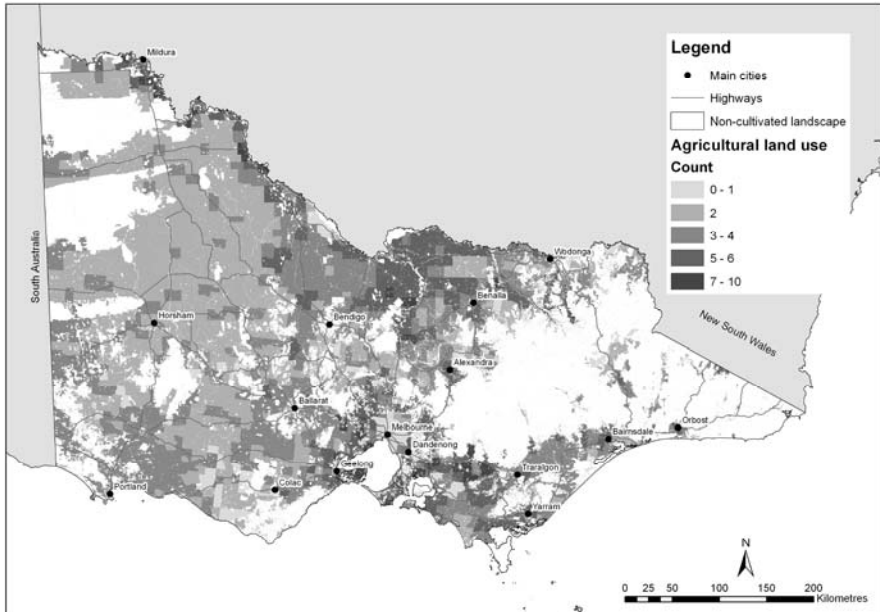 Mildura
Legend
Main cities
Highways
Non-cultivated landscape
Agricultural land use
Count
0 - 1
2
3 - 4
5 - 6
7 - 10
Wodonga
South Australia
Benalla
Horsham
Bendigo
New South Wales
Alexandra
Ballarat
Orbost
Melbourne
Bairnsdale
Dandenong
Geelong
Traralgon
Colac
Portland
Yarram
N
0 25 50 100 150 200
Kilometres